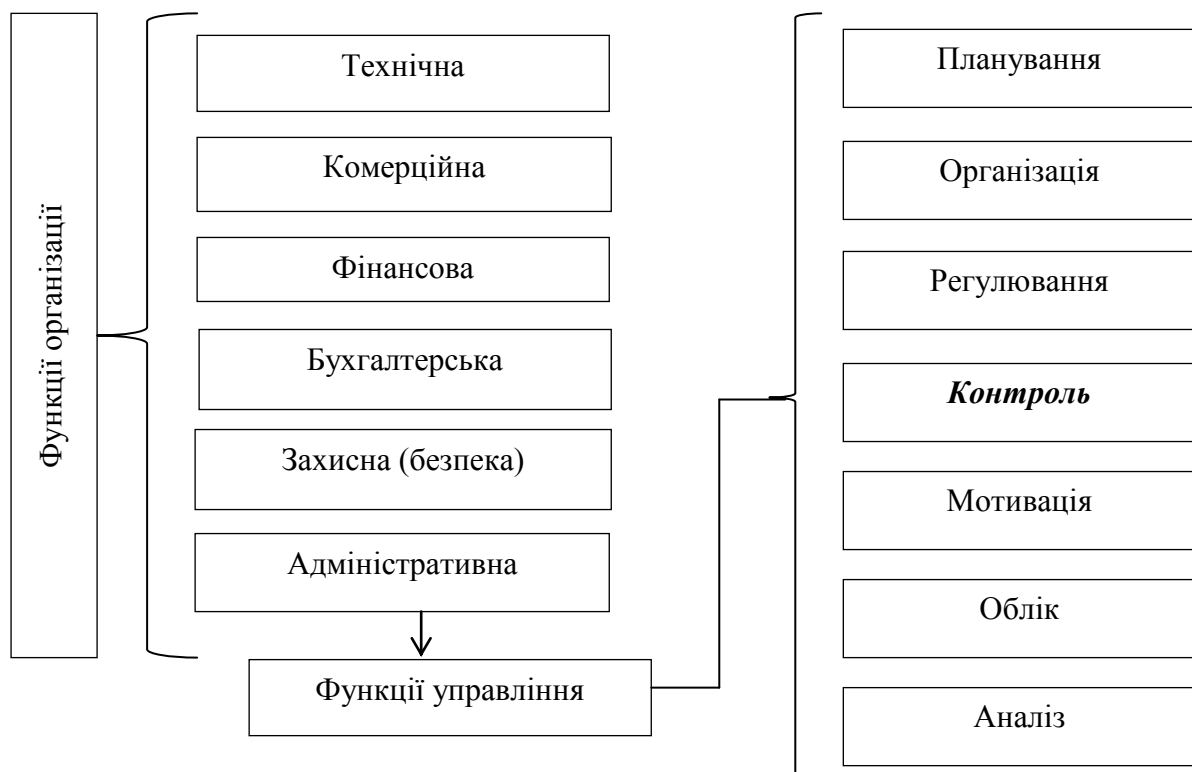 Функції організації
Технічна
Комерційна
Фінансова
Бухгалтерська
Захисна (безпека)
Адміністративна
Функції управління
Планування
Організація
Регулювання
Контроль
Мотивація
Облік
Аналіз